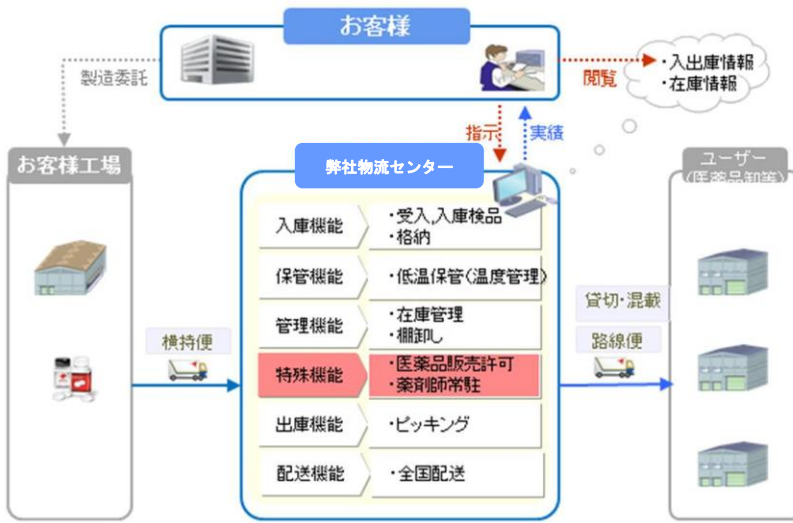 お客様
製造委託
指示
実績
閲覧
・入出庫情報
・在庫情報
お客様工場
弊社物流センター
ユーザー
(医薬品卸等)
入庫機能
・受入,入庫検品
・格納
保管機能
・低温保管(温度管理)
管理機能
・在庫管理
・棚卸し
特殊機能
・医薬品販売許可
・薬剤師常駐
出庫機能
・ピッキング
配送機能
・全国配送
横持便
貸切・混載
路線便